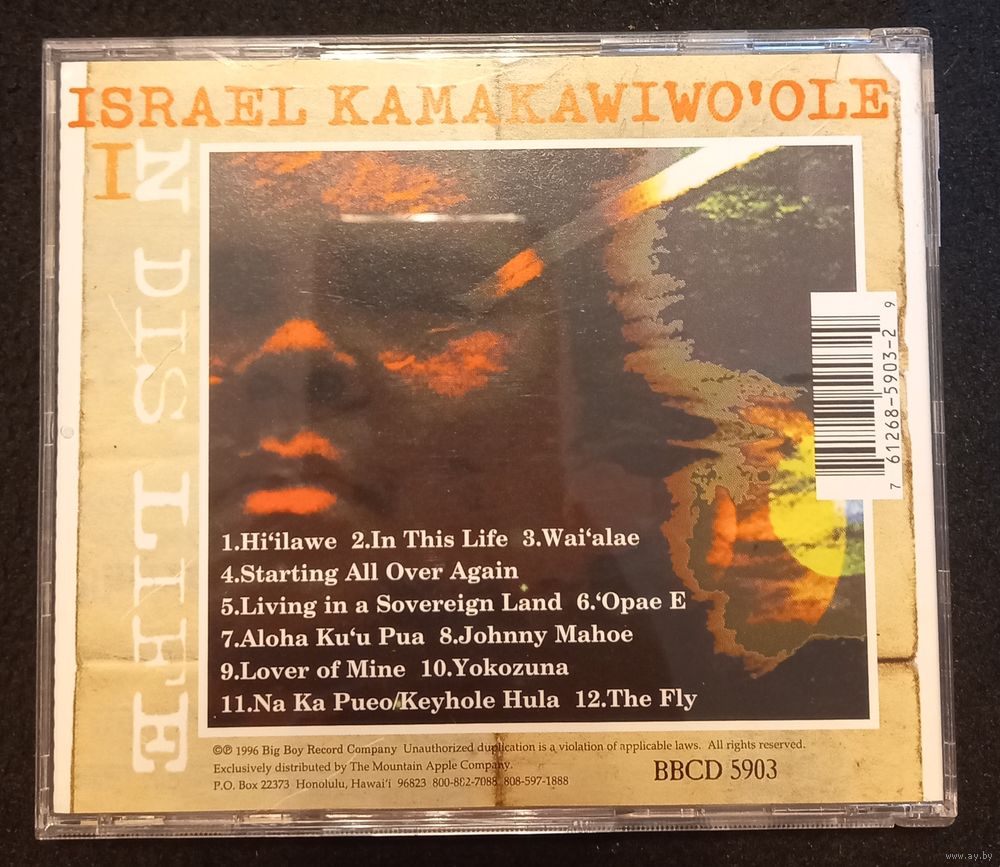 ISRAEL KAMAKAWIWO'OLE
IN DIS LIFE
1.Hi‘ilawe 2.In This Life 3.Wai‘alae
4.Starting All Over Again
5.Living in a Sovereign Land 6.‘Opae E
7.Aloha Ku‘u Pua 8.Johnny Mahoe
9.Lover of Mine 10.Yokozuna
11.Na Ka Pueo/Keyhole Hula 12.The Fly
7 61268-5903-2 9
©℗ 1996 Big Boy Record Company Unauthorized duplication is a violation of applicable laws. All rights reserved.
Exclusively distributed by The Mountain Apple Company.
P.O. Box 22373 Honolulu, Hawai‘i 96823 800-882-7088 808-597-1888
BBCD 5903
www.ay.by